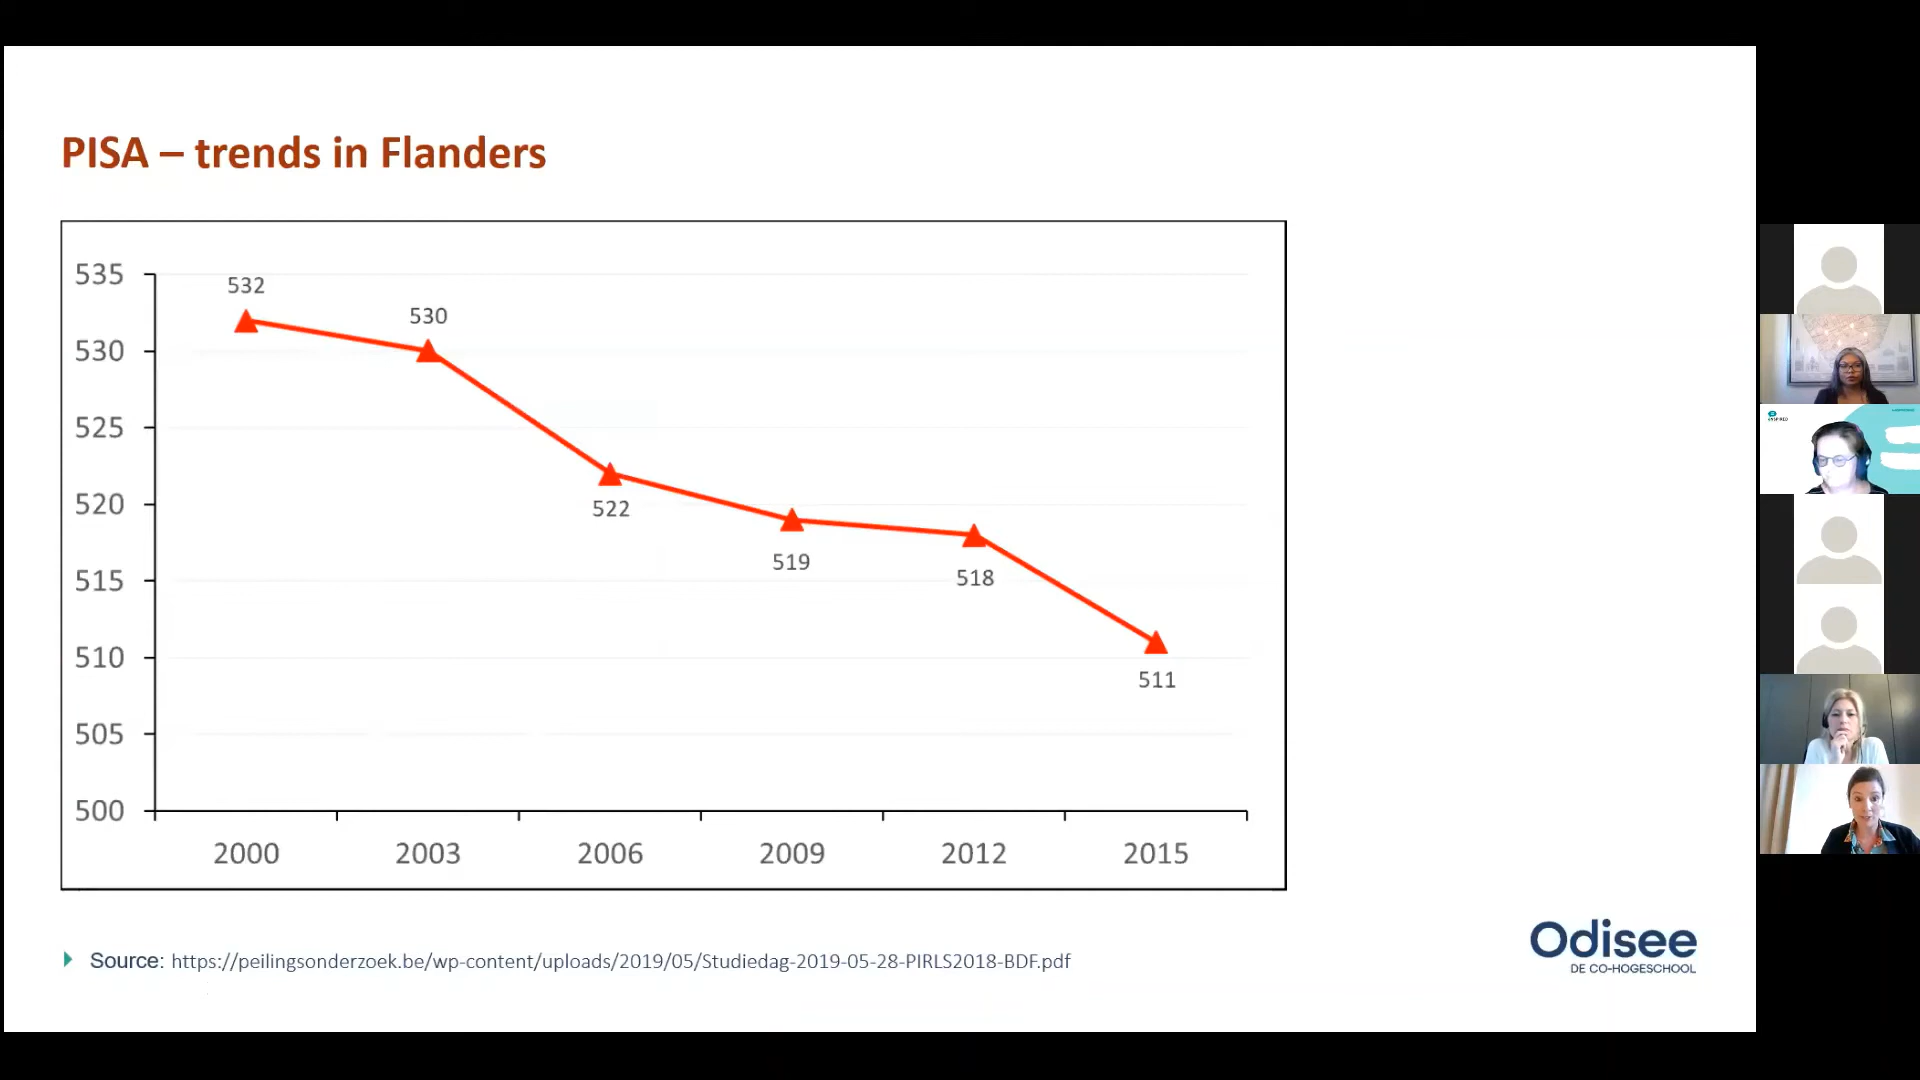 PISA – trends in Flanders
535
530
525
520
515
510
505
500
532
530
522
519
518
511
2000 2003 2006 2009 2012 2015
Source: https://peilingsonderzoek.be/wp-content/uploads/2019/05/Studiedag-2019-05-28-PIRLS2018-BDF.pdf
Odisee
DE CO-HOGESCHOOL